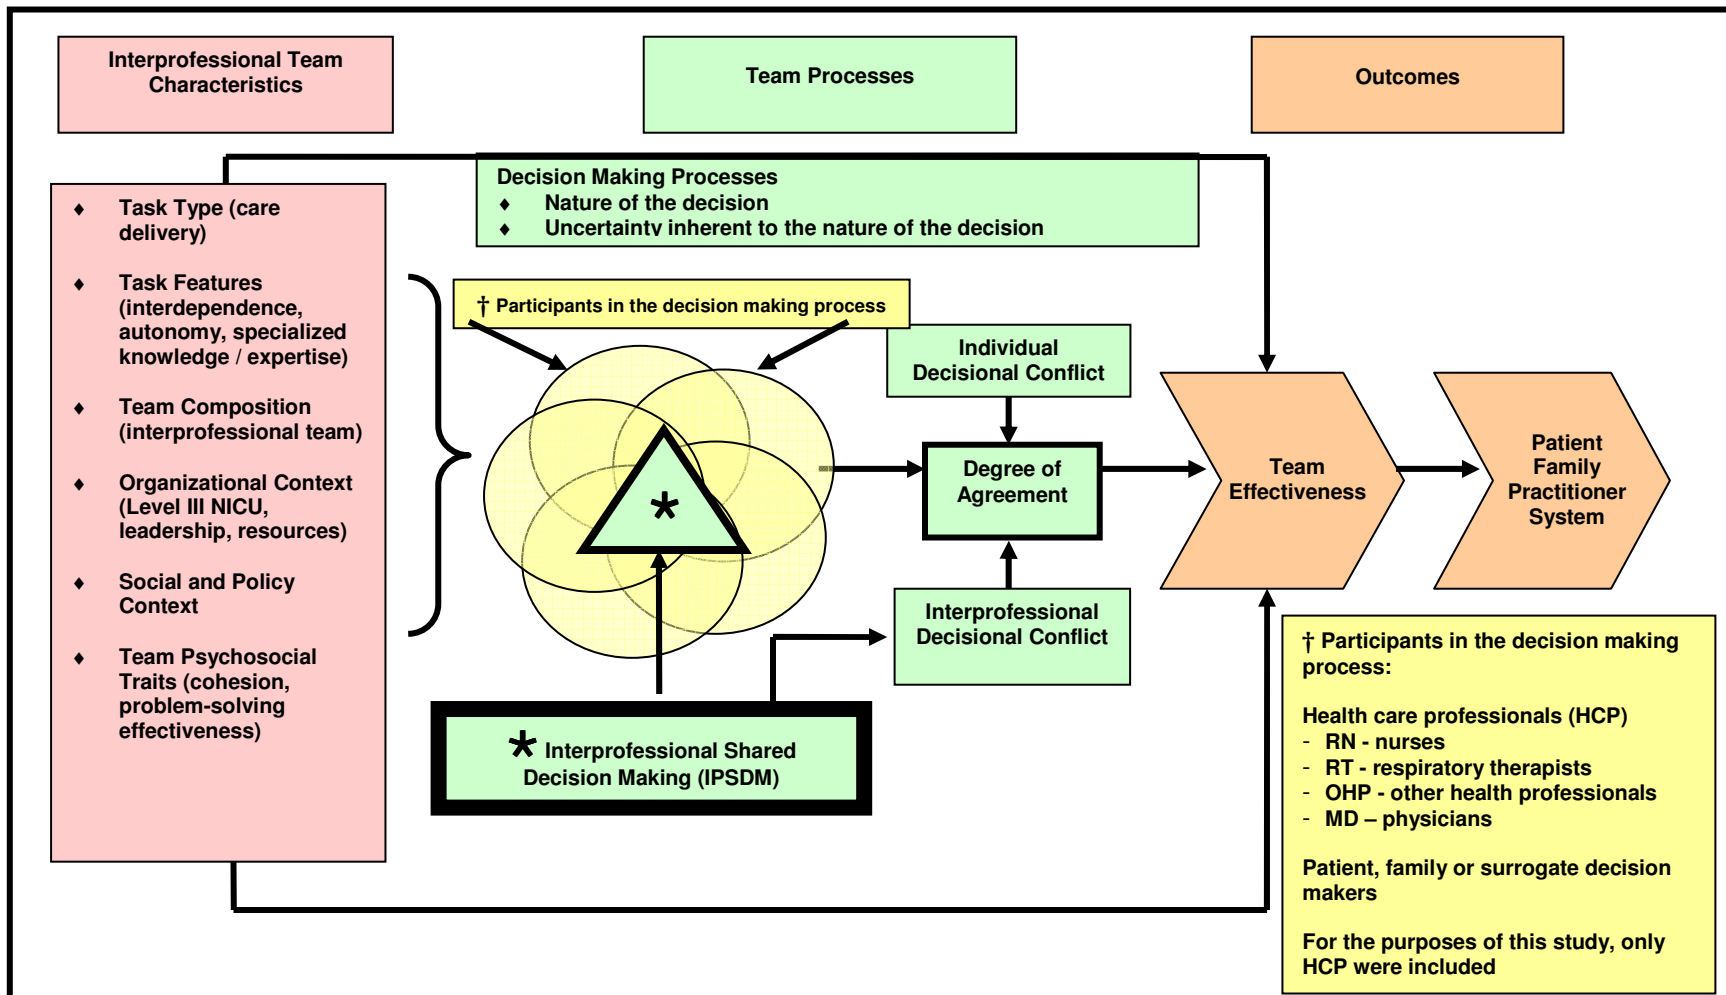 Interprofessional Team
Characteristics
Team Processes
Outcomes
♦ Task Type (care
delivery)
♦ Task Features
(interdependence,
autonomy, specialized
knowledge / expertise)
♦ Team Composition
(interprofessional team)
♦ Organizational Context
(Level III NICU,
leadership, resources)
♦ Social and Policy
Context
♦ Team Psychosocial
Traits (cohesion,
problem-solving
effectiveness)
Decision Making Processes
♦ Nature of the decision
♦ Uncertainty inherent to the nature of the decision
† Participants in the decision making process
Individual
Decisional Conflict
*
Degree of
Agreement
Interprofessional
Decisional Conflict
* Interprofessional Shared
Decision Making (IPSDM)
Team
Effectiveness
Patient
Family
Practitioner
System
† Participants in the decision making
process:
Health care professionals (HCP)
- RN - nurses
- RT - respiratory therapists
- OHP - other health professionals
- MD – physicians
Patient, family or surrogate decision
makers
For the purposes of this study, only
HCP were included